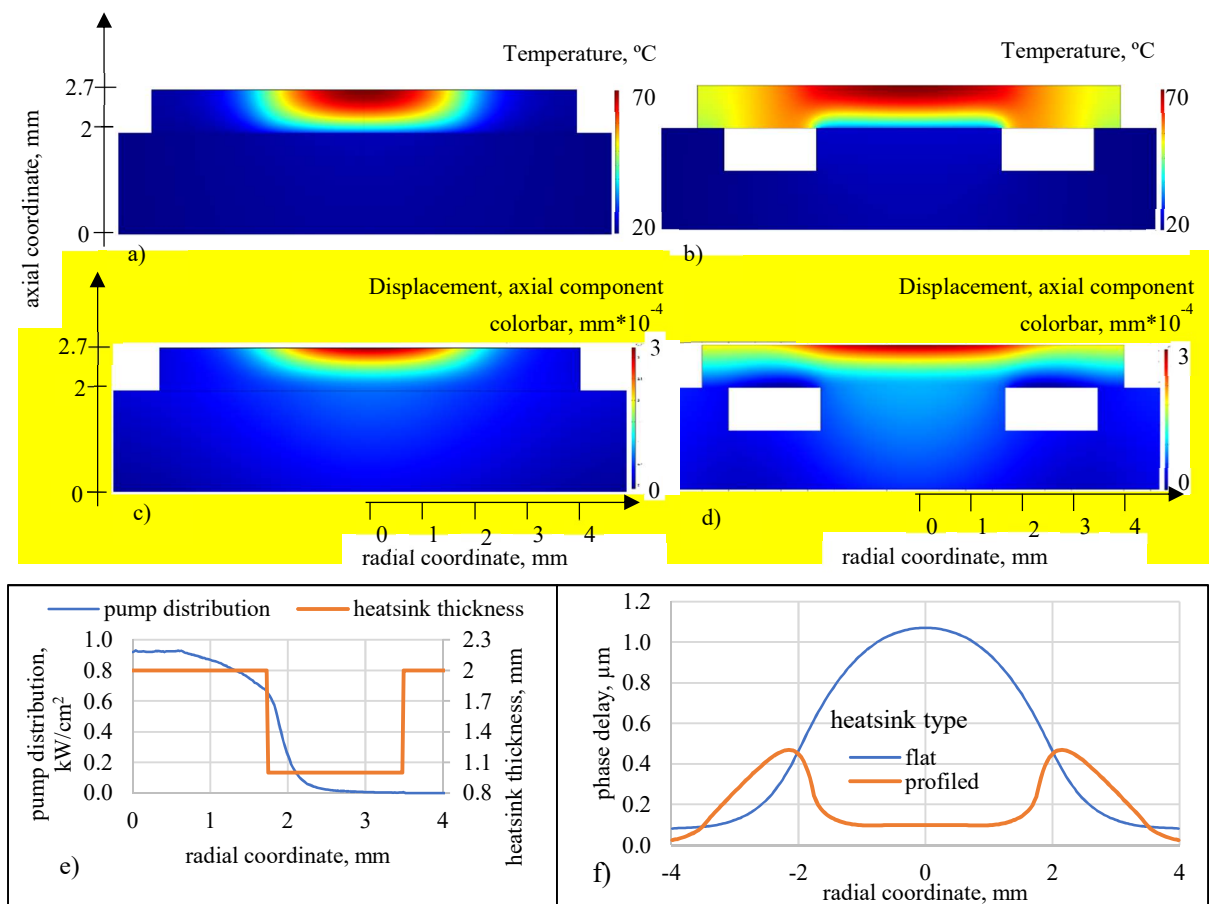 Temperature, ºC
2.7
2
0
70
20
axial coordinate, mm
a)
Temperature, ºC
70
20
b)
Displacement, axial component
colorbar, mm*10-4
2.7
2
0
3
0
c)
0 1 2 3 4
radial coordinate, mm
Displacement, axial component
colorbar, mm*10-4
3
0
d)
0 1 2 3 4
radial coordinate, mm
pump distribution heatsink thickness
1.0
0.8
0.6
0.4
0.2
0.0
pump distribution,
kW/cm2
2.3
2
1.7
1.4
1.1
0.8
heatsink thickness, mm
0 1 2 3 4
radial coordinate, mm
e)
1.2
1.0
0.8
0.6
0.4
0.2
0.0
phase delay, µm
heatsink type
flat
profiled
-4 -2 0 2 4
radial coordinate, mm
f)